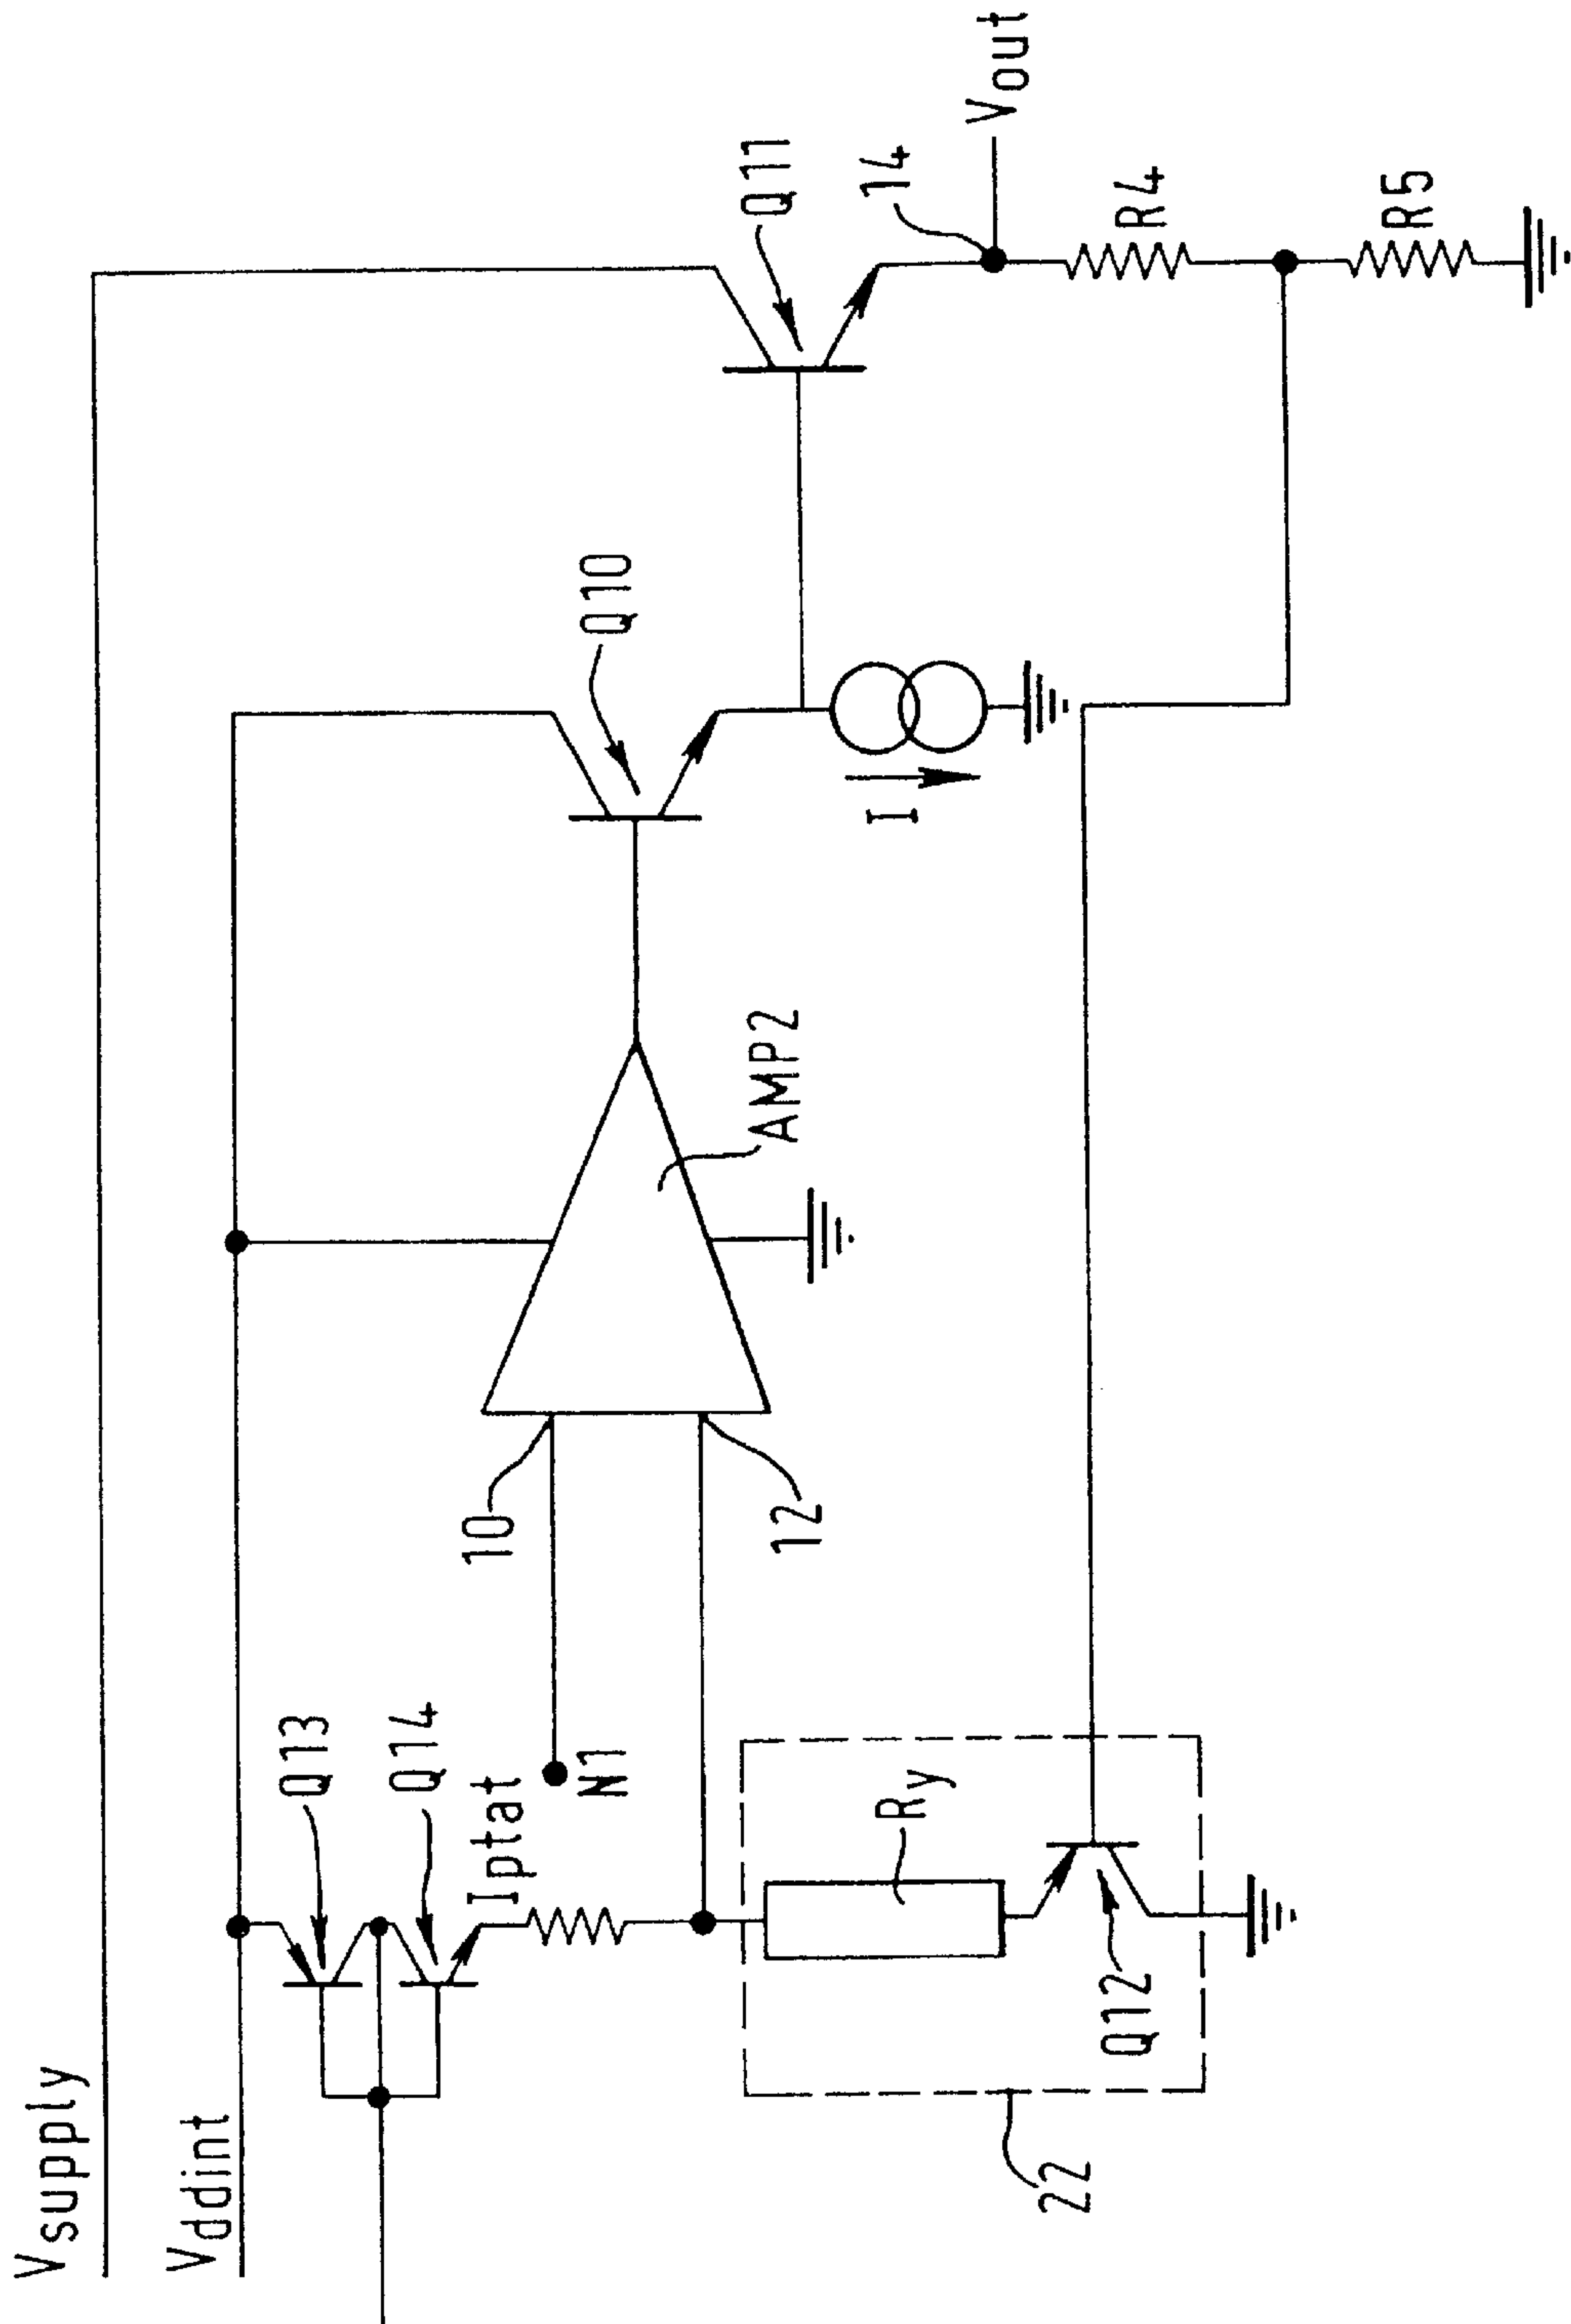 Vsupply
Vddint
Q13
Q14
Iptat
N1
10
12
AMP2
Q10
I
Q11
14
Vout
R4
R5
Ry
Q12
22